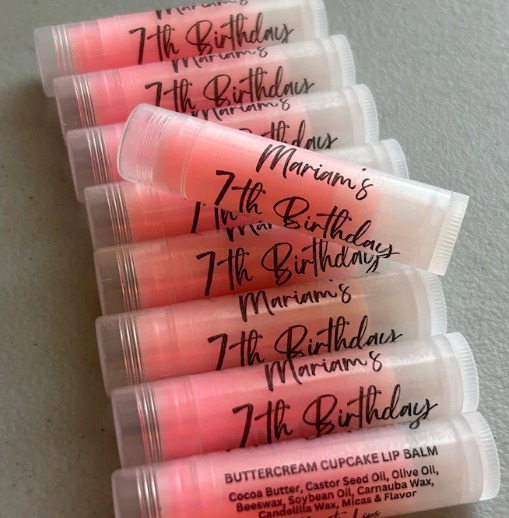 Mariam's
7th Birthday
Mariam's
7th Birthday
Mariam's
7th Birthday
Mariam's
7th Birthday
7th
Mariam's
7th Birthday
Mariam's
7th Birthday
Mariam's
7th Birthday
BUTTERCREAM CUPCAKE LIP BALM
Cocoa Butter, Castor Seed Oil, Olive Oil,
Beeswax, Soybean Oil, Carnauba Wax,
Candelilla Wax, Micas & Flavor